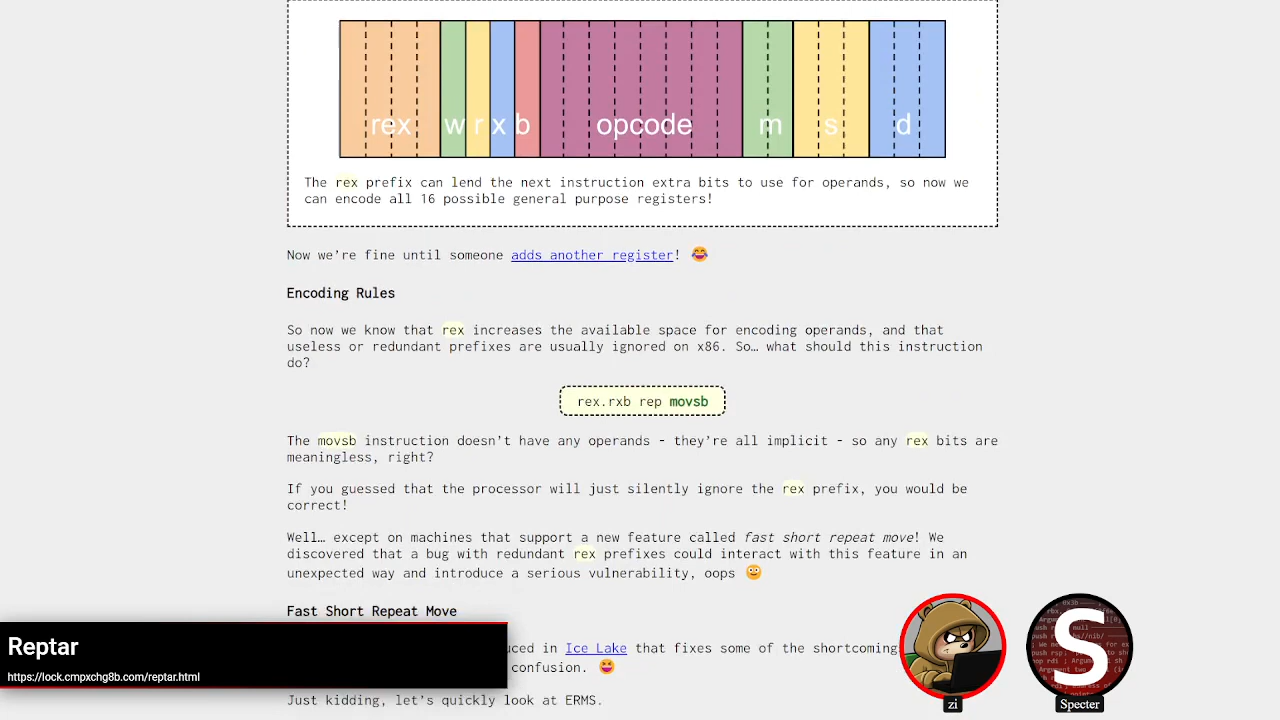 rex w r x b opcode m s d
The rex prefix can lend the next instruction extra bits to use for operands, so now we
can encode all 16 possible general purpose registers!
Now we're fine until someone adds another register! 😂
Encoding Rules
So now we know that rex increases the available space for encoding operands, and that
useless or redundant prefixes are usually ignored on x86. So… what should this instruction
do?
rex.rxb rep movsb
The movsb instruction doesn't have any operands - they're all implicit - so any rex bits are
meaningless, right?
If you guessed that the processor will just silently ignore the rex prefix, you would be
correct!
Well… except on machines that support a new feature called fast short repeat move! We
discovered that a bug with redundant rex prefixes could interact with this feature in an
unexpected way and introduce a serious vulnerability, oops 🙂
Fast Short Repeat Move
uced in Ice Lake that fixes some of the shortcoming
confusion. 😝
Just kidding, let's quickly look at ERMS.
Reptar
https://lock.cmpxchg8b.com/reptar.html
zi
S
Specter